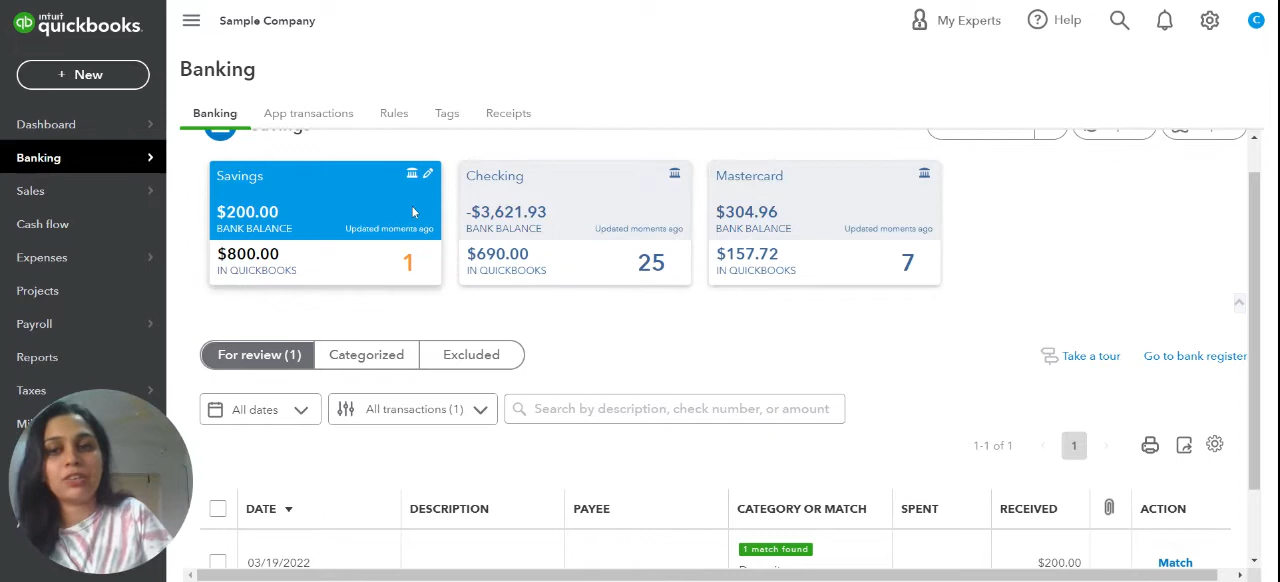 intuit
quickbooks.
Sample Company
My Experts
Help
C
+ New
Banking
Banking
App transactions
Rules
Tags
Receipts
Dashboard
Banking
Sales
Cash flow
Expenses
Projects
Payroll
Reports
Taxes
Savings
Savings
$200.00
BANK BALANCE
Updated moments ago
$800.00
IN QUICKBOOKS
1
Checking
-$3,621.93
BANK BALANCE
Updated moments ago
$690.00
IN QUICKBOOKS
25
Mastercard
$304.96
BANK BALANCE
Updated moments ago
$157.72
IN QUICKBOOKS
7
For review (1)
Categorized
Excluded
Take a tour
Go to bank register
All dates
All transactions (1)
Search by description, check number, or amount
1-1 of 1
1
DATE
DESCRIPTION
PAYEE
CATEGORY OR MATCH
SPENT
RECEIVED
ACTION
03/19/2022
1 match found
$200.00
Match